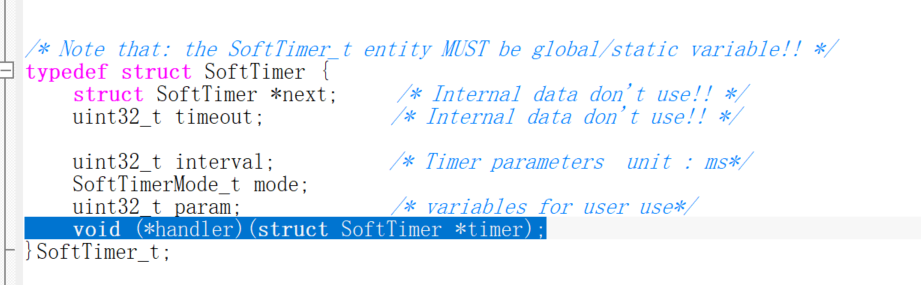 /* Note that: the SoftTimer_t entity MUST be global/static variable!! */
typedef struct SoftTimer {
struct SoftTimer *next; /* Internal data don't use!! */
uint32_t timeout; /* Internal data don't use!! */
uint32_t interval; /* Timer parameters  unit : ms*/
SoftTimerMode_t mode;
uint32_t param; /* variables for user use*/
void (*handler)(struct SoftTimer *timer);
}SoftTimer_t;